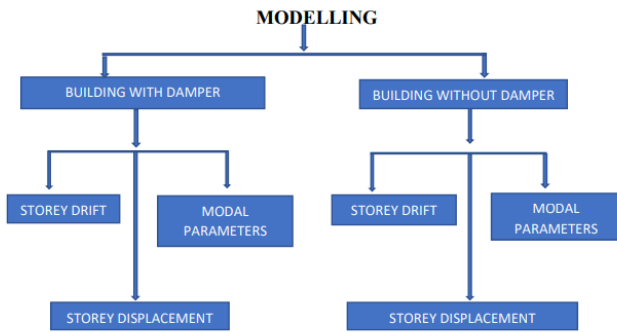 MODELLING
BUILDING WITH DAMPER
BUILDING WITHOUT DAMPER
STOREY DRIFT
MODAL
PARAMETERS
STOREY DRIFT
MODAL
PARAMETERS
STOREY DISPLACEMENT
STOREY DISPLACEMENT